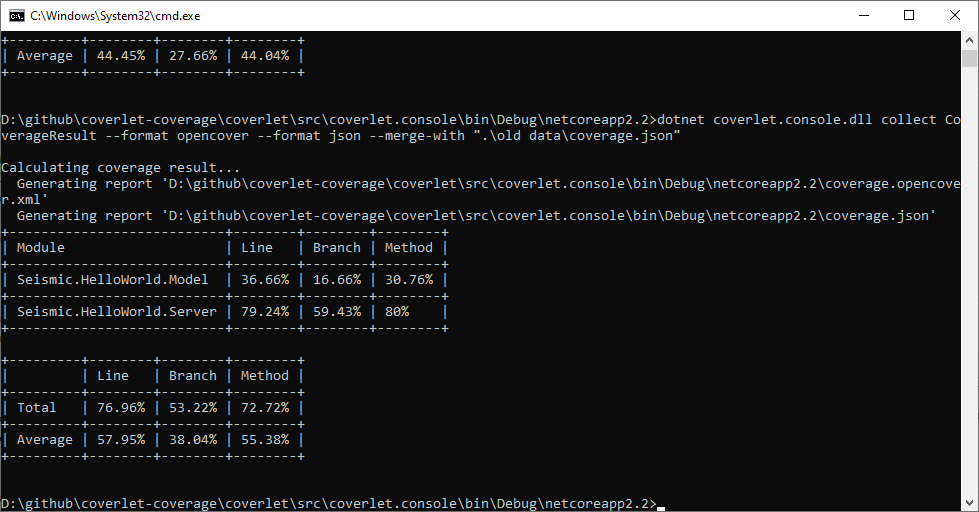 C:\Windows\System32\cmd.exe
+---------+--------+--------+--------+
| Average | 44.45% | 27.66% | 44.04% |
+---------+--------+--------+--------+
D:\github\coverlet-coverage\coverlet\src\coverlet.console\bin\Debug\netcoreapp2.2>dotnet coverlet.console.dll collect Co
verageResult --format opencover --format json --merge-with ".\old data\coverage.json"
Calculating coverage result...
  Generating report 'D:\github\coverlet-coverage\coverlet\src\coverlet.console\bin\Debug\netcoreapp2.2\coverage.opencove
r.xml'
  Generating report 'D:\github\coverlet-coverage\coverlet\src\coverlet.console\bin\Debug\netcoreapp2.2\coverage.json'
+---------------------------+--------+--------+--------+
| Module                    | Line   | Branch | Method |
+---------------------------+--------+--------+--------+
| Seismic.HelloWorld.Model  | 36.66% | 16.66% | 30.76% |
+---------------------------+--------+--------+--------+
| Seismic.HelloWorld.Server | 79.24% | 59.43% | 80%    |
+---------------------------+--------+--------+--------+
+---------+--------+--------+--------+
|         | Line   | Branch | Method |
+---------+--------+--------+--------+
| Total   | 76.96% | 53.22% | 72.72% |
+---------+--------+--------+--------+
| Average | 57.95% | 38.04% | 55.38% |
+---------+--------+--------+--------+
D:\github\coverlet-coverage\coverlet\src\coverlet.console\bin\Debug\netcoreapp2.2>_